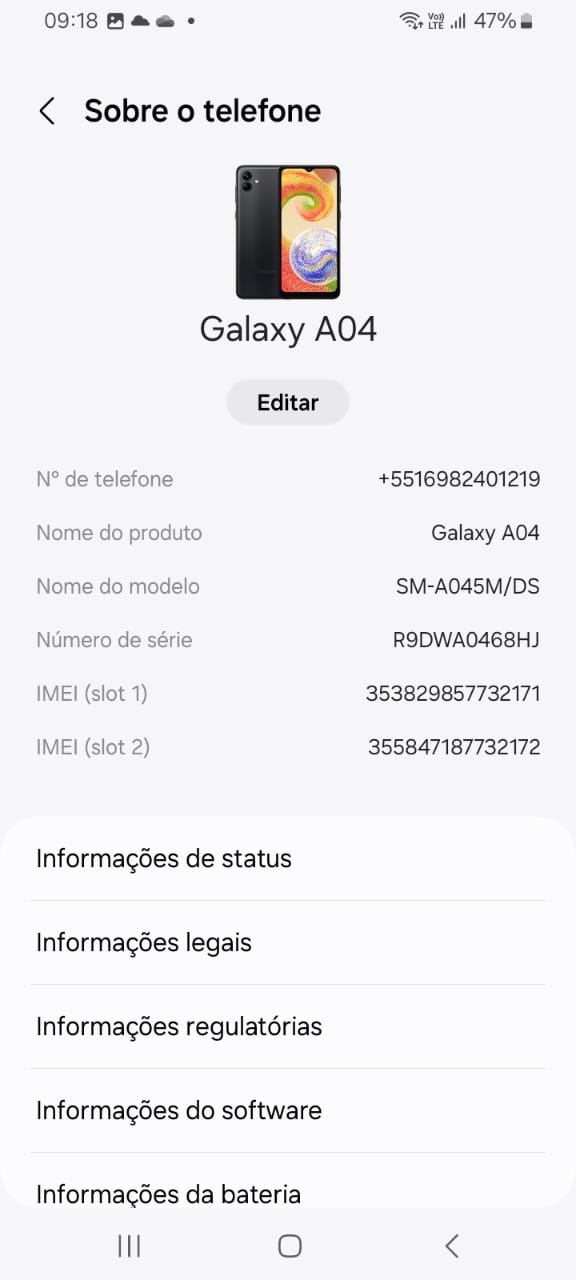 09:18 Vo)) LTE 47%
Sobre o telefone
Galaxy A04
Editar
Nº de telefone +5516982401219
Nome do produto Galaxy A04
Nome do modelo SM-A045M/DS
Número de série R9DWA0468HJ
IMEI (slot 1) 353829857732171
IMEI (slot 2) 355847187732172
Informações de status
Informações legais
Informações regulatórias
Informações do software
Informações da bateria